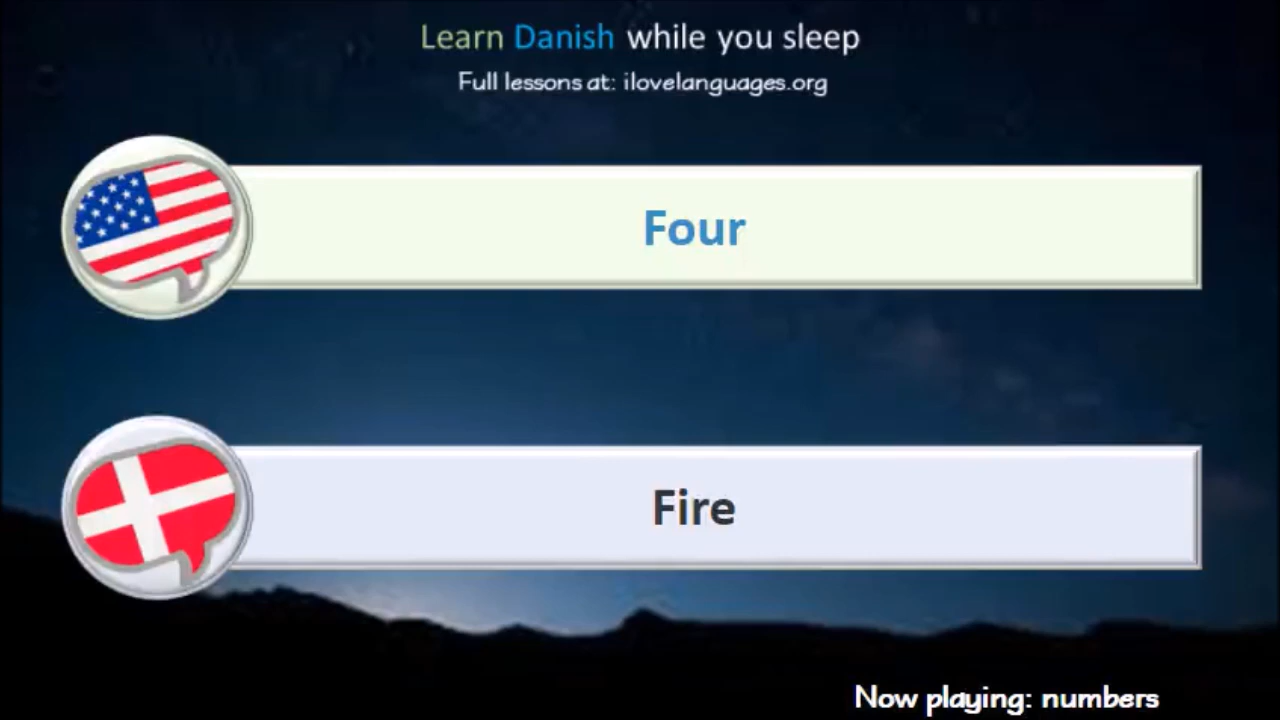 Learn Danish while you sleep
Full lessons at: ilovelanguages.org
Four
Fire
Now playing: numbers